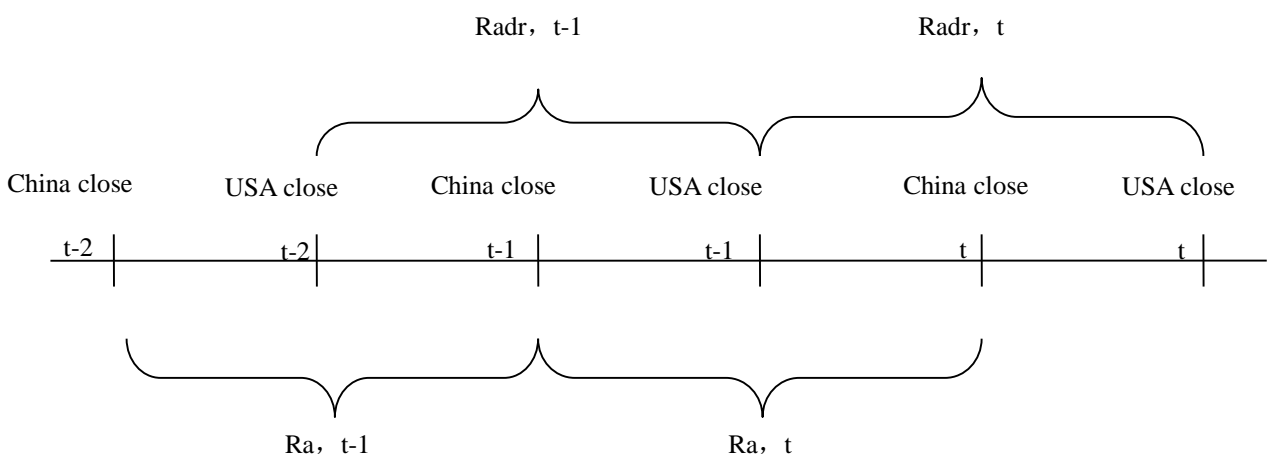 Radr，t-1
Radr，t
China close
USA close
China close
USA close
China close
USA close
t-2
t-2
t-1
t-1
t
t
Ra，t-1
Ra，t